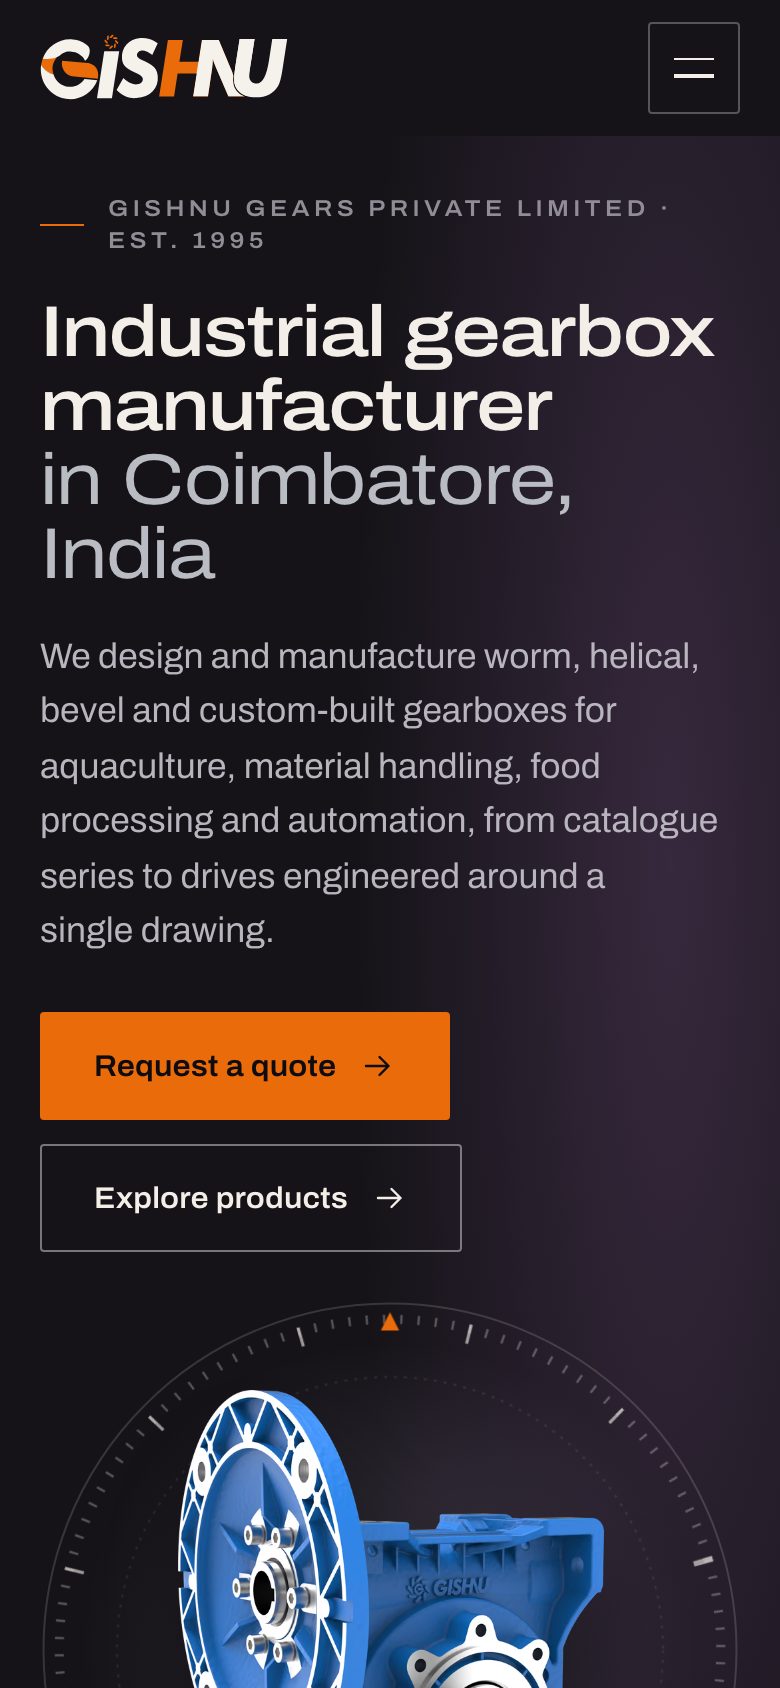 GISHNU
GISHNU GEARS PRIVATE LIMITED ·
EST. 1995
Industrial gearbox
manufacturer
in Coimbatore,
India
We design and manufacture worm, helical,
bevel and custom-built gearboxes for
aquaculture, material handling, food
processing and automation, from catalogue
series to drives engineered around a
single drawing.
Request a quote →
Explore products →
GISHNU